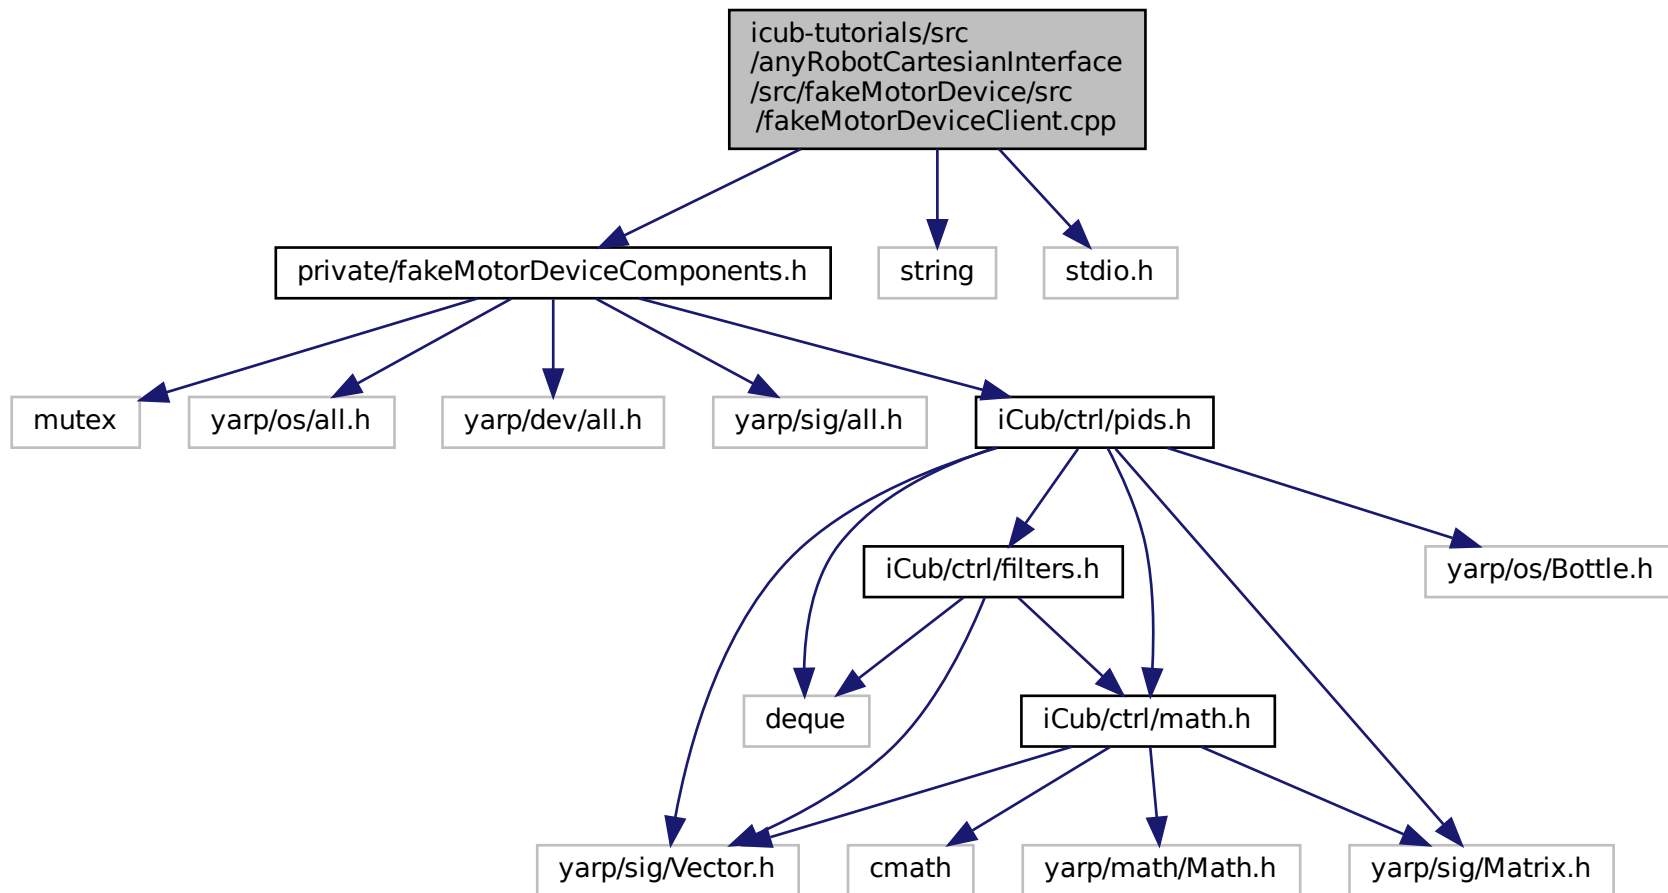 icub-tutorials/src
/anyRobotCartesianInterface
/src/fakeMotorDevice/src
/fakeMotorDeviceClient.cpp
private/fakeMotorDeviceComponents.h
string
stdio.h
mutex
yarp/os/all.h
yarp/dev/all.h
yarp/sig/all.h
iCub/ctrl/pids.h
iCub/ctrl/filters.h
yarp/os/Bottle.h
deque
iCub/ctrl/math.h
yarp/sig/Vector.h
cmath
yarp/math/Math.h
yarp/sig/Matrix.h